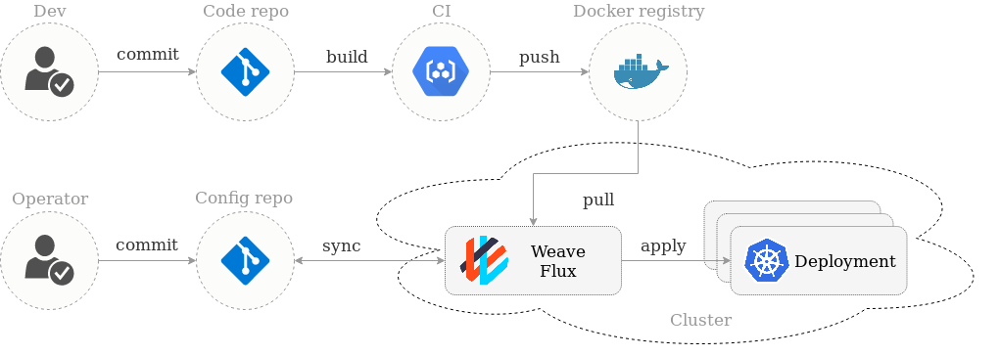 Dev
Code repo
CI
Docker registry
commit
build
push
Operator
Config repo
pull
commit
sync
Weave
Flux
apply
Deployment
Cluster